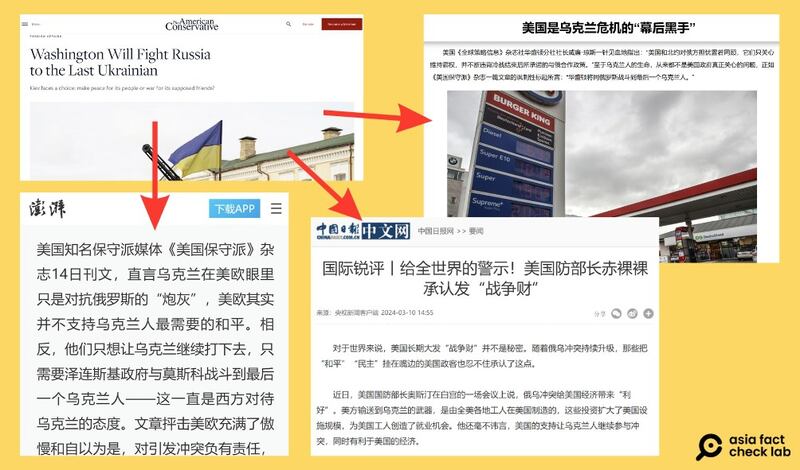 The American Conservative
FOREIGN AFFAIRS
Washington Will Fight Russia
to the Last Ukrainian
Kiev faces a choice: make peace for its people or war for its supposed friends?
美国是乌克兰危机的“幕后黑手”
美国《全球策略信息》杂志社华盛顿分社社长威廉·琼斯一针见血地指出：“美国和北约对俄方担忧置若罔闻，它们只关心
维持霸权，并不断违背冷战结束后所承诺的与俄合作政策。”至于乌克兰的生命，从来都不是美国政府真正关心的问题，正如
《美国保守派》杂志一篇文章的讽刺性标题所言：“华盛顿将和俄罗斯战斗到最后一个乌克兰人。”
BURGER KING
Diesel
Super E10
Super
Supreme+
澎湃
下载APP
美国知名保守派媒体《美国保守派》杂
志14日刊文，直言乌克兰在美欧眼里
只是对抗俄罗斯的“炮灰”，美欧其实
并不支持乌克兰人最需要的和平。相
反，他们只想让乌克兰继续打下去，只
需要泽连斯基政府与莫斯科战斗到最后
一个乌克兰人——这一直是西方对待
乌克兰的态度。文章抨击美欧充满了傲
慢和自以为是，对引发冲突负有责任，
中国日报
CHINADAILY.COM.CN
中文网
中国日报网 >> 要闻
国际锐评丨给全世界的警示！美国防部长赤裸裸
承认发“战争财”
来源：央视新闻客户端 2024-03-10 14:55
分享
对于世界来说，美国长期大发“战争财”并不是秘密。随着俄乌冲突持续升级，那些把
“和平”“民主”挂在嘴边的美国政客也忍不住承认了这点。
近日，美国国防部长奥斯汀在白宫的一场会议上说，俄乌冲突给美国经济带来“利
好”。美方输送到乌克兰的武器，是由全美各地工人在美国制造的，这些投资扩大了美国设
施规模，为美国工人创造了就业机会。他还毫不讳言，美国的支持让乌克兰人继续参与冲
突，同时有利于美国的经济。
asia fact
check lab